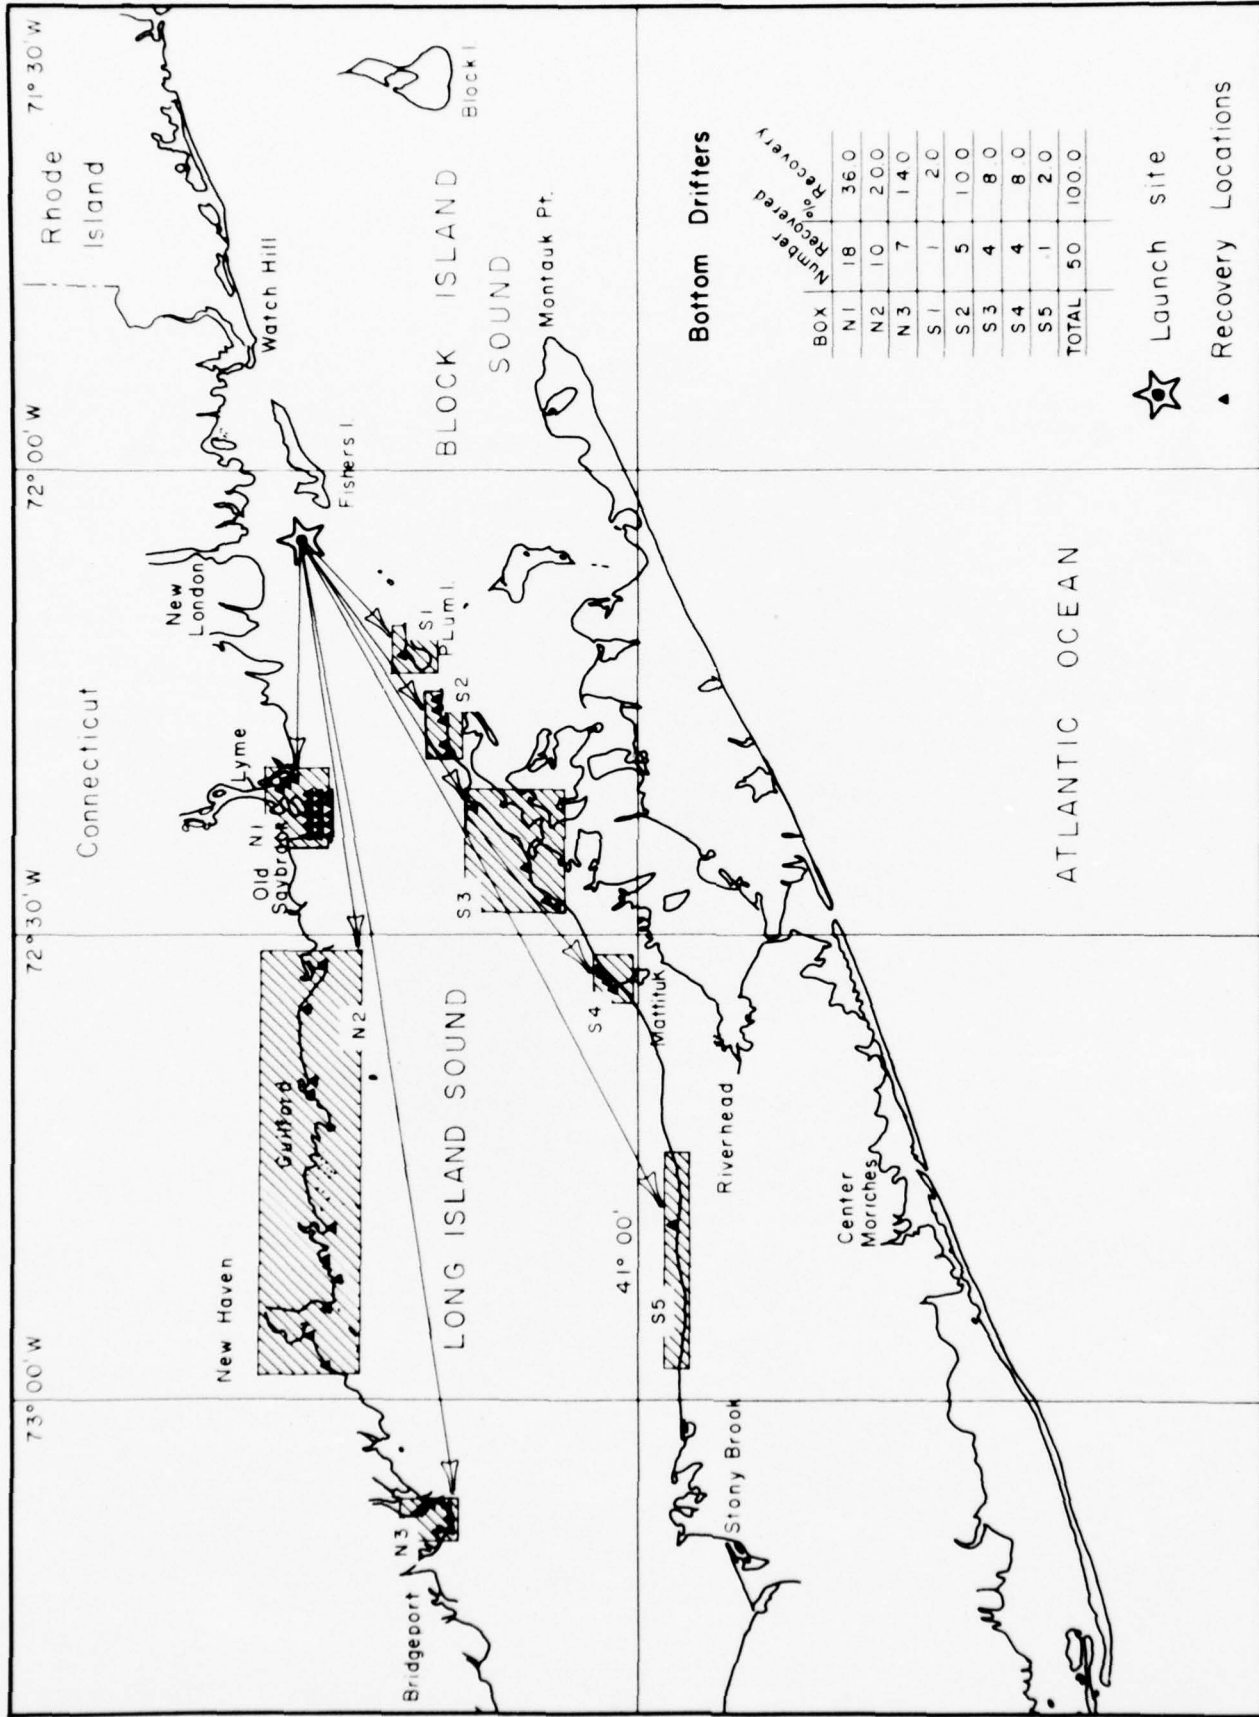 73° 00' W
72° 30' W
72° 00' W
71° 30' W
Connecticut
Rhode
Island
New Haven
Guilford
N2
Old
Saybrook
N1
Lyme
New
London
Watch Hill
Fishers I.
Block I.
Bridgeport
N3
LONG ISLAND SOUND
BLOCK ISLAND
SOUND
S1
PLum I.
S2
S3
S4
Mattituk
Montauk Pt.
41° 00'
S5
Riverhead
Stony Brook
Center
Moriches
ATLANTIC OCEAN
Bottom Drifters
BOX Number Recovered % Recovery
N1 18 36.0
N2 10 20.0
N3 7 14.0
S1 1 2.0
S2 5 10.0
S3 4 8.0
S4 4 8.0
S5 1 2.0
TOTAL 50 100.0
Launch site
Recovery Locations